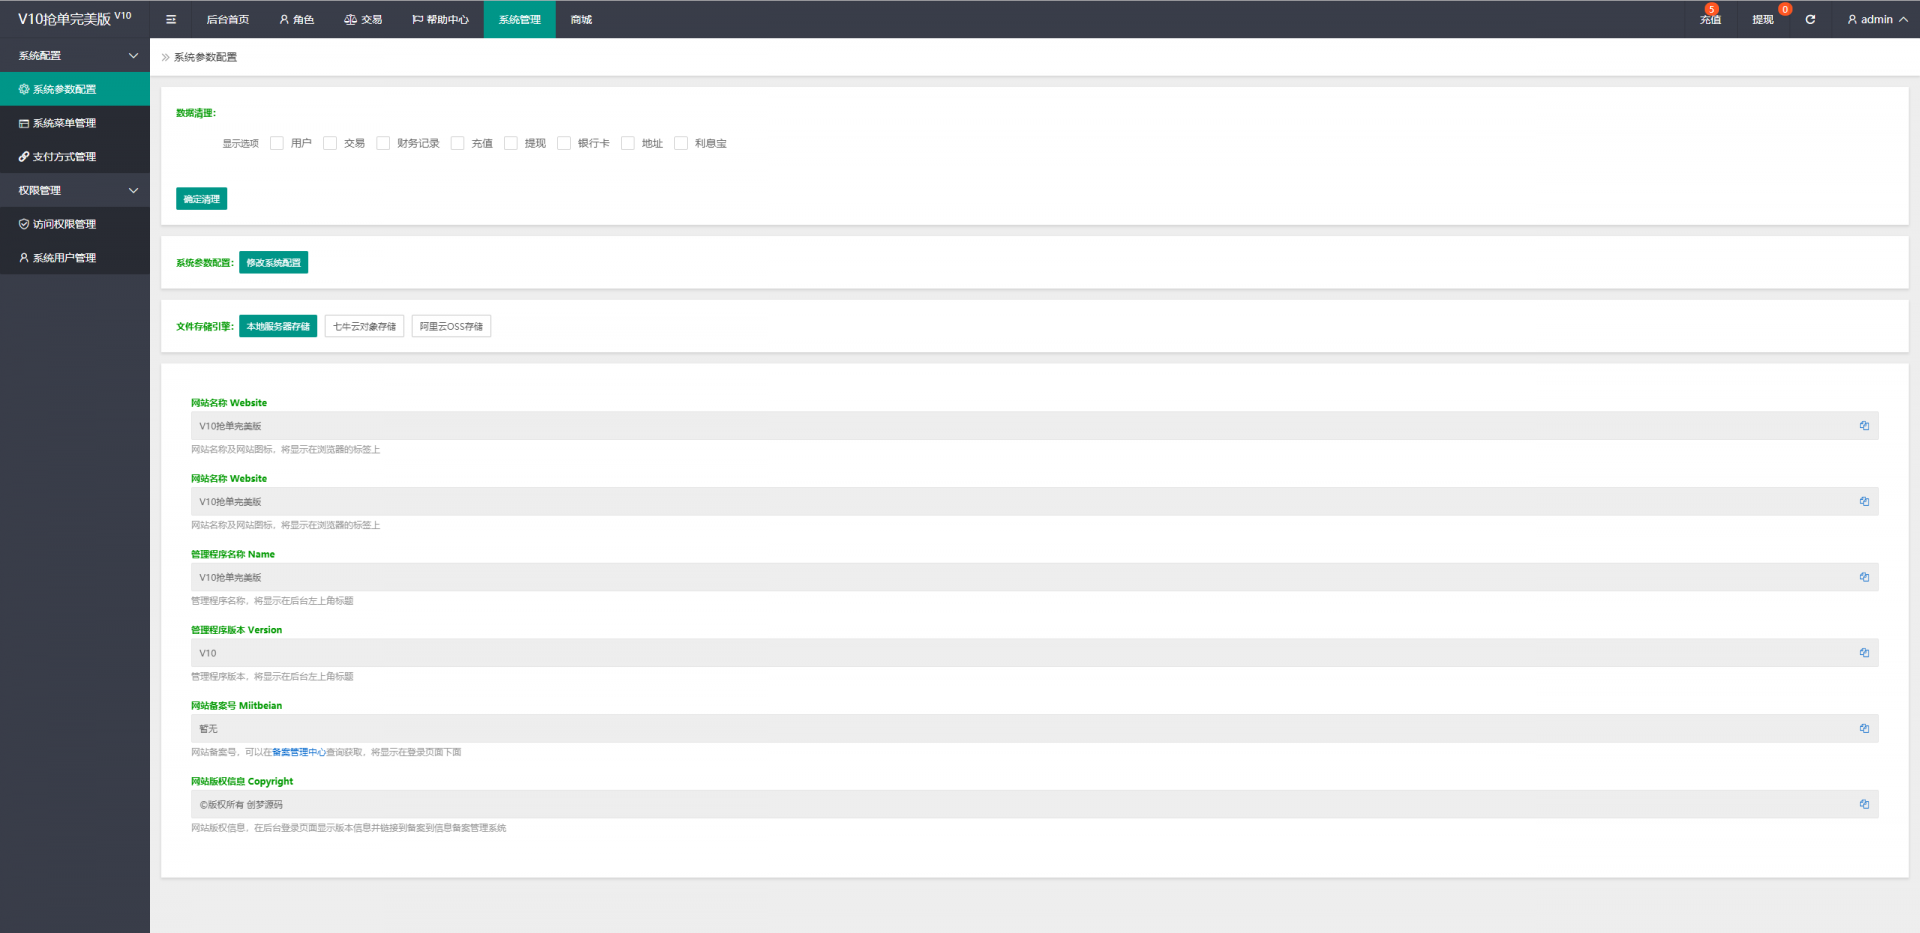 V10抢单完美版 V10
后台首页
角色
交易
帮助中心
系统管理
商城
充值 5
提现 0
admin
系统配置
系统参数配置
系统菜单管理
支付方式管理
权限管理
访问权限管理
系统用户管理
系统参数配置
数据清理：
显示选项 用户 交易 财务记录 充值 提现 银行卡 地址 利息宝
确定清理
系统参数配置： 修改系统配置
文件存储引擎： 本地服务器存储 七牛云对象存储 阿里云OSS存储
网站名称 Website
V10抢单完美版
网站名称及网站图标，将显示在浏览器的标签上
网站名称 Website
V10抢单完美版
网站名称及网站图标，将显示在浏览器的标签上
管理程序名称 Name
V10抢单完美版
管理程序名称，将显示在后台左上角标题
管理程序版本 Version
V10
管理程序版本，将显示在后台左上角标题
网站备案号 Miitbeian
暂无
网站备案号，可以在备案管理中心查询获取，将显示在登录页面下面
网站版权信息 Copyright
©版权所有 创梦源码
网站版权信息，在后台登录页面显示版本信息并链接到备案到信息备案管理系统